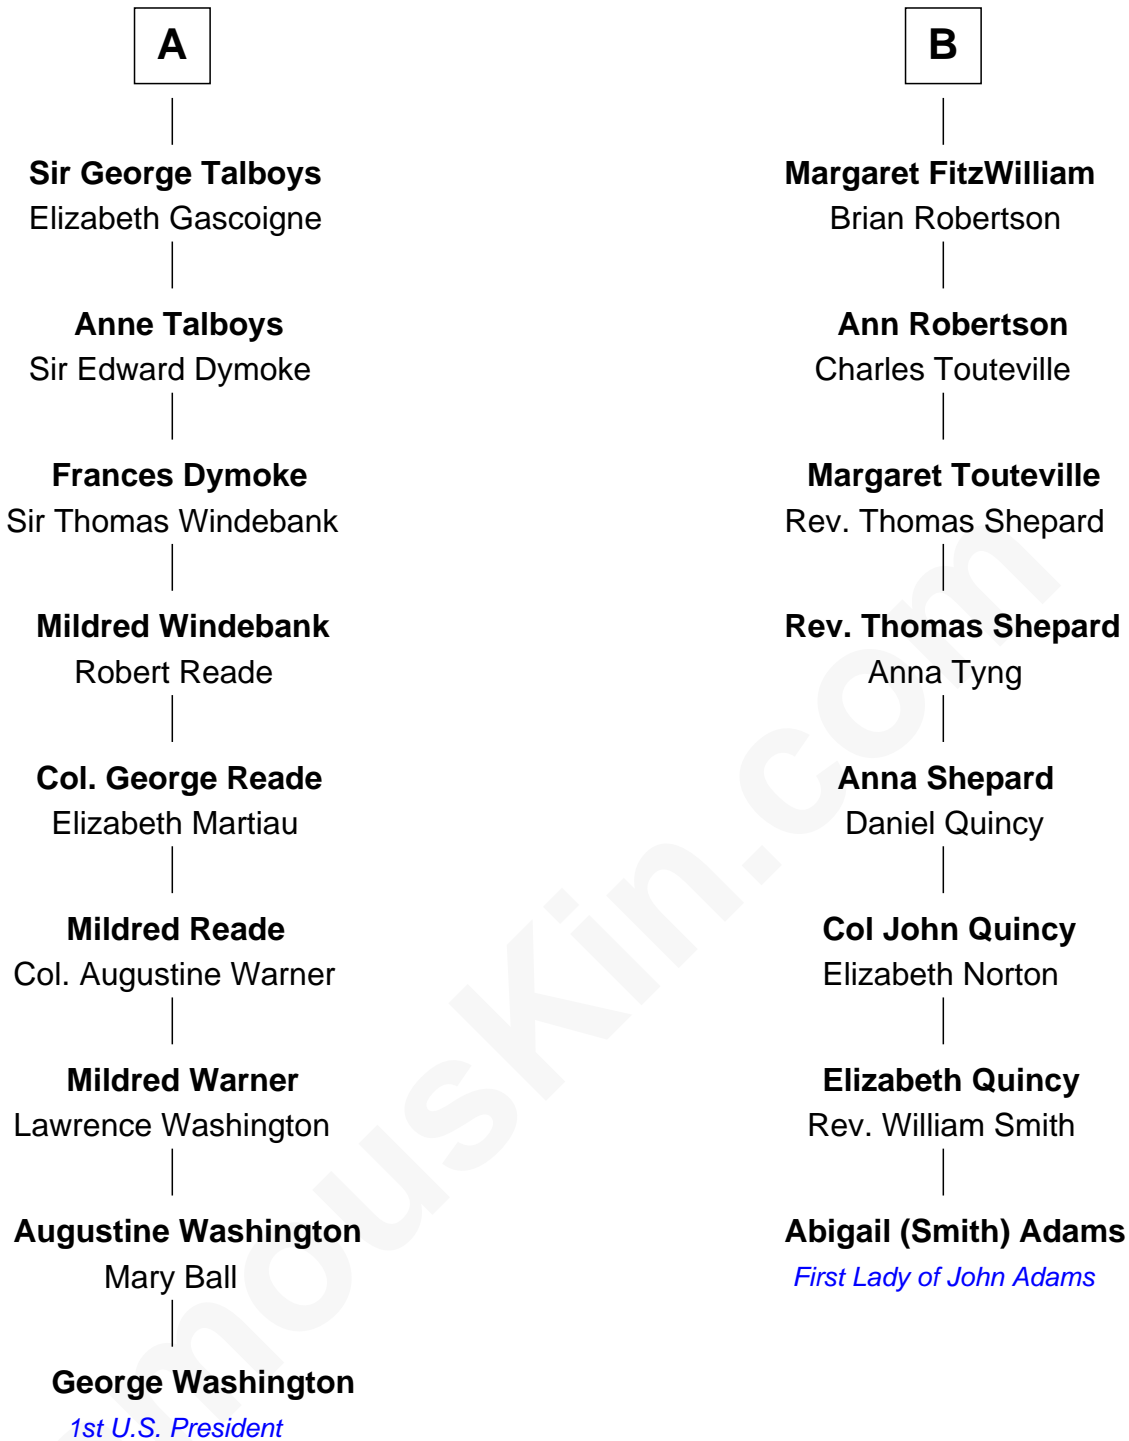 A
Sir George Talboys
Elizabeth Gascoigne
Anne Talboys
Sir Edward Dymoke
Frances Dymoke
Sir Thomas Windebank
Mildred Windebank
Robert Reade
Col. George Reade
Elizabeth Martiau
Mildred Reade
Col. Augustine Warner
Mildred Warner
Lawrence Washington
Augustine Washington
Mary Ball
George Washington
1st U.S. President
B
Margaret FitzWilliam
Brian Robertson
Ann Robertson
Charles Touteville
Margaret Touteville
Rev. Thomas Shepard
Rev. Thomas Shepard
Anna Tyng
Anna Shepard
Daniel Quincy
Col John Quincy
Elizabeth Norton
Elizabeth Quincy
Rev. William Smith
Abigail (Smith) Adams
First Lady of John Adams
mousKin.com